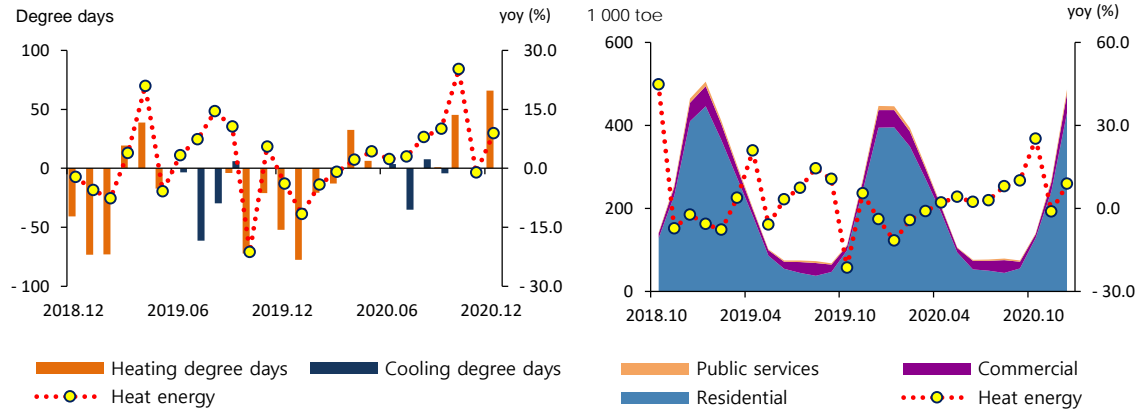 Degree days
yoy (%)
100
50
0
- 50
- 100
30.0
15.0
0.0
- 15.0
- 30.0
2018.12
2019.06
2019.12
2020.06
2020.12
Heating degree days
Cooling degree days
Heat energy
1 000 toe
yoy (%)
600
400
200
0
60.0
30.0
0.0
- 30.0
2018.10
2019.04
2019.10
2020.04
2020.10
Public services
Commercial
Residential
Heat energy